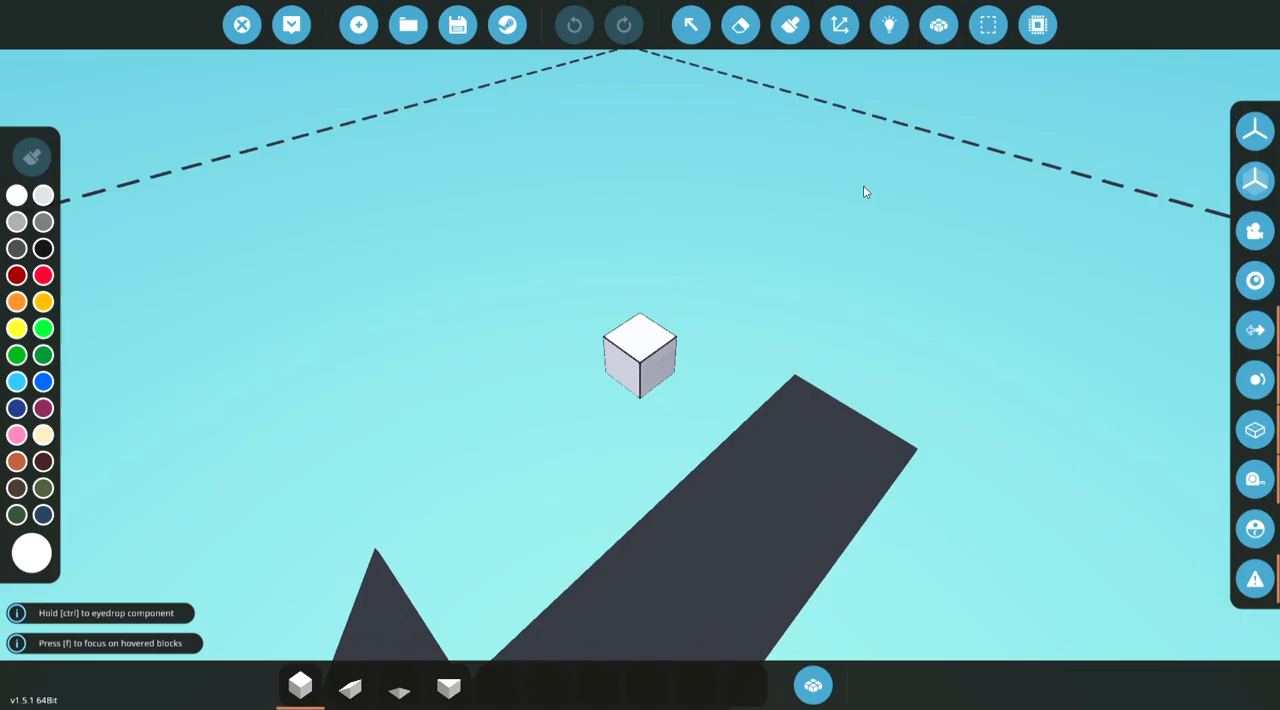 Hold [ctrl] to eyedrop component
Press [f] to focus on hovered blocks
v1.5.1 64Bit